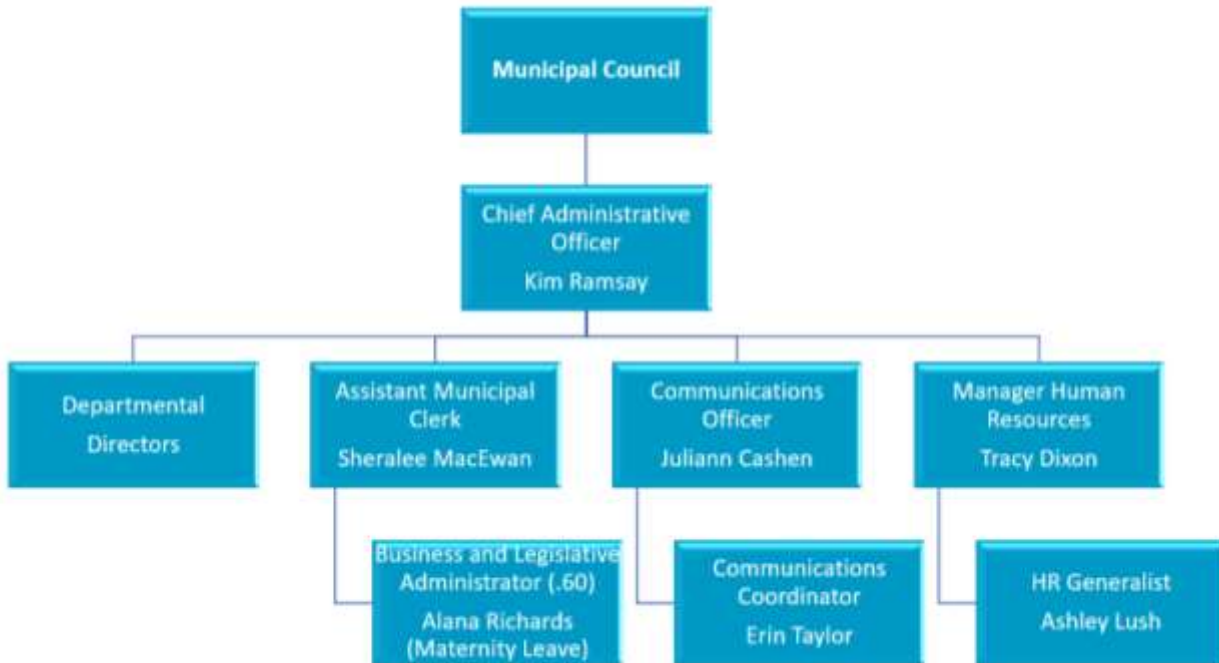 Municipal Council
Chief Administrative
Officer
Kim Ramsay
Departmental
Directors
Assistant Municipal
Clerk
Sheralee MacEwan
Communications
Officer
Juliann Cashen
Manager Human
Resources
Tracy Dixon
Business and Legislative
Administrator (.60)
Alana Richards
(Maternity Leave)
Communications
Coordinator
Erin Taylor
HR Generalist
Ashley Lush